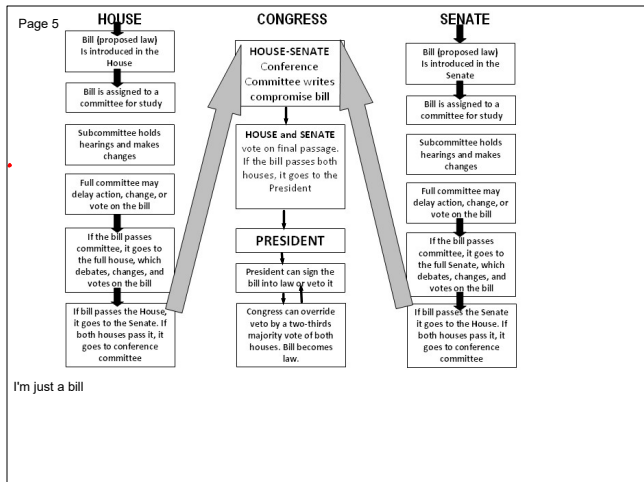 Page 5
HOUSE
Bill (proposed law)
Is introduced in the
House
Bill is assigned to a
committee for study
Subcommittee holds
hearings and makes
changes
Full committee may
delay action, change, or
vote on the bill
If the bill passes
committee, it goes to
the full house, which
debates, changes, and
votes on the bill
If bill passes the House,
it goes to the Senate. If
both houses pass it, it
goes to conference
committee
CONGRESS
HOUSE-SENATE
Conference
Committee writes
compromise bill
HOUSE and SENATE
vote on final passage.
If the bill passes both
houses, it goes to the
President
PRESIDENT
President can sign the
bill into law or veto it
Congress can override
veto by a two-thirds
majority vote of both
houses. Bill becomes
law.
SENATE
Bill (proposed law)
Is introduced in the
Senate
Bill is assigned to a
committee for study
Subcommittee holds
hearings and makes
changes
Full committee may
delay action, change, or
vote on the bill
If the bill passes
committee, it goes to
the full Senate, which
debates, changes, and
votes on the bill
If bill passes the Senate
it goes to the House. If
both houses pass it, it
goes to conference
committee
I'm just a bill